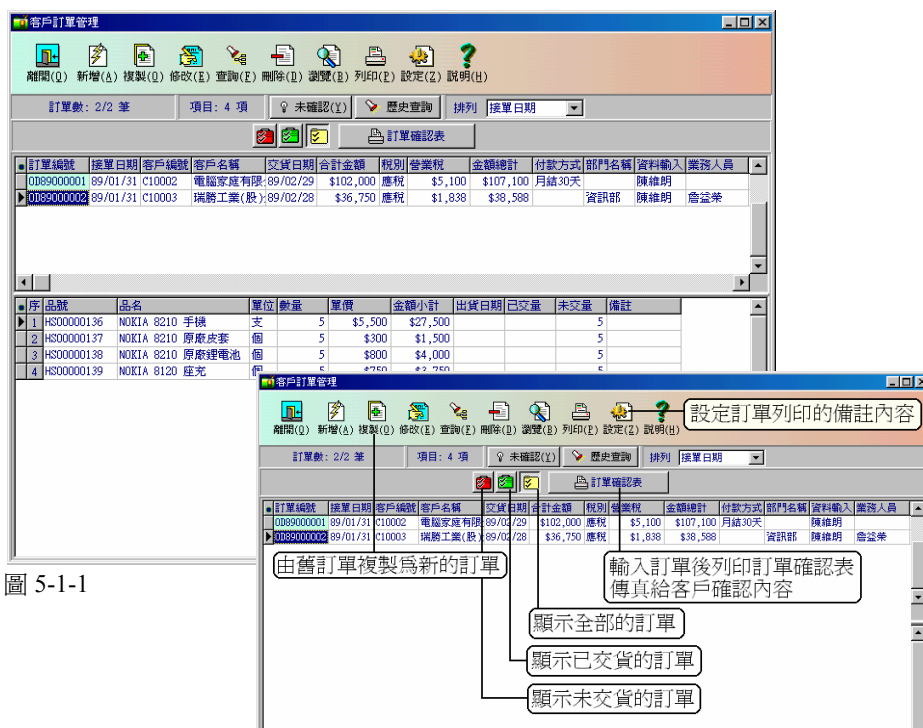 客戶訂單管理
離開(Q) 新增(A) 複製(O) 修改(E) 查詢(F) 刪除(D) 瀏覽(B) 列印(P) 設定(Z) 說明(H)
訂單數: 2/2 筆 項目: 4 項 未確認(Y) 歷史查詢 排列 接單日期
訂單確認表
訂單編號 接單日期 客戶編號 客戶名稱 交貨日期 合計金額 稅別 營業稅 金額總計 付款方式 部門名稱 資料輸入 業務人員
OD89000001 89/01/31 C10002 電腦家庭有限 89/02/29 $102,000 應稅 $5,100 $107,100 月結30天 陳維明
OD89000002 89/01/31 C10003 瑞勝工業(股) 89/02/28 $36,750 應稅 $1,838 $38,588 資訊部 陳維明 詹益榮
序 品號 品名 單位 數量 單價 金額小計 出貨日期 已交量 未交量 備註
1 HS00000136 NOKIA 8210 手機 支 5 $5,500 $27,500 5
2 HS00000137 NOKIA 8210 原廠皮套 個 5 $300 $1,500 5
3 HS00000138 NOKIA 8210 原廠鋰電池 個 5 $800 $4,000 5
4 HS00000139 NOKIA 8120 座充 個 5 $750 $3,750 5
客戶訂單管理
離開(Q) 新增(A) 複製(O) 修改(E) 查詢(F) 刪除(D) 瀏覽(B) 列印(P) 設定(Z) 說明(H)
設定訂單列印的備註內容
訂單數: 2/2 筆 項目: 4 項 未確認(Y) 歷史查詢 排列 接單日期
訂單確認表
訂單編號 接單日期 客戶編號 客戶名稱 交貨日期 合計金額 稅別 營業稅 金額總計 付款方式 部門名稱 資料輸入 業務人員
OD89000001 89/01/31 C10002 電腦家庭有限 89/02/29 $102,000 應稅 $5,100 $107,100 月結30天 陳維明
OD89000002 89/01/31 C10003 瑞勝工業(股) 89/02/28 $36,750 應稅 $1,838 $38,588 資訊部 陳維明 詹益榮
由舊訂單複製為新的訂單
輸入訂單後列印訂單確認表
傳真給客戶確認內容
顯示全部的訂單
顯示已交貨的訂單
顯示未交貨的訂單
圖 5-1-1